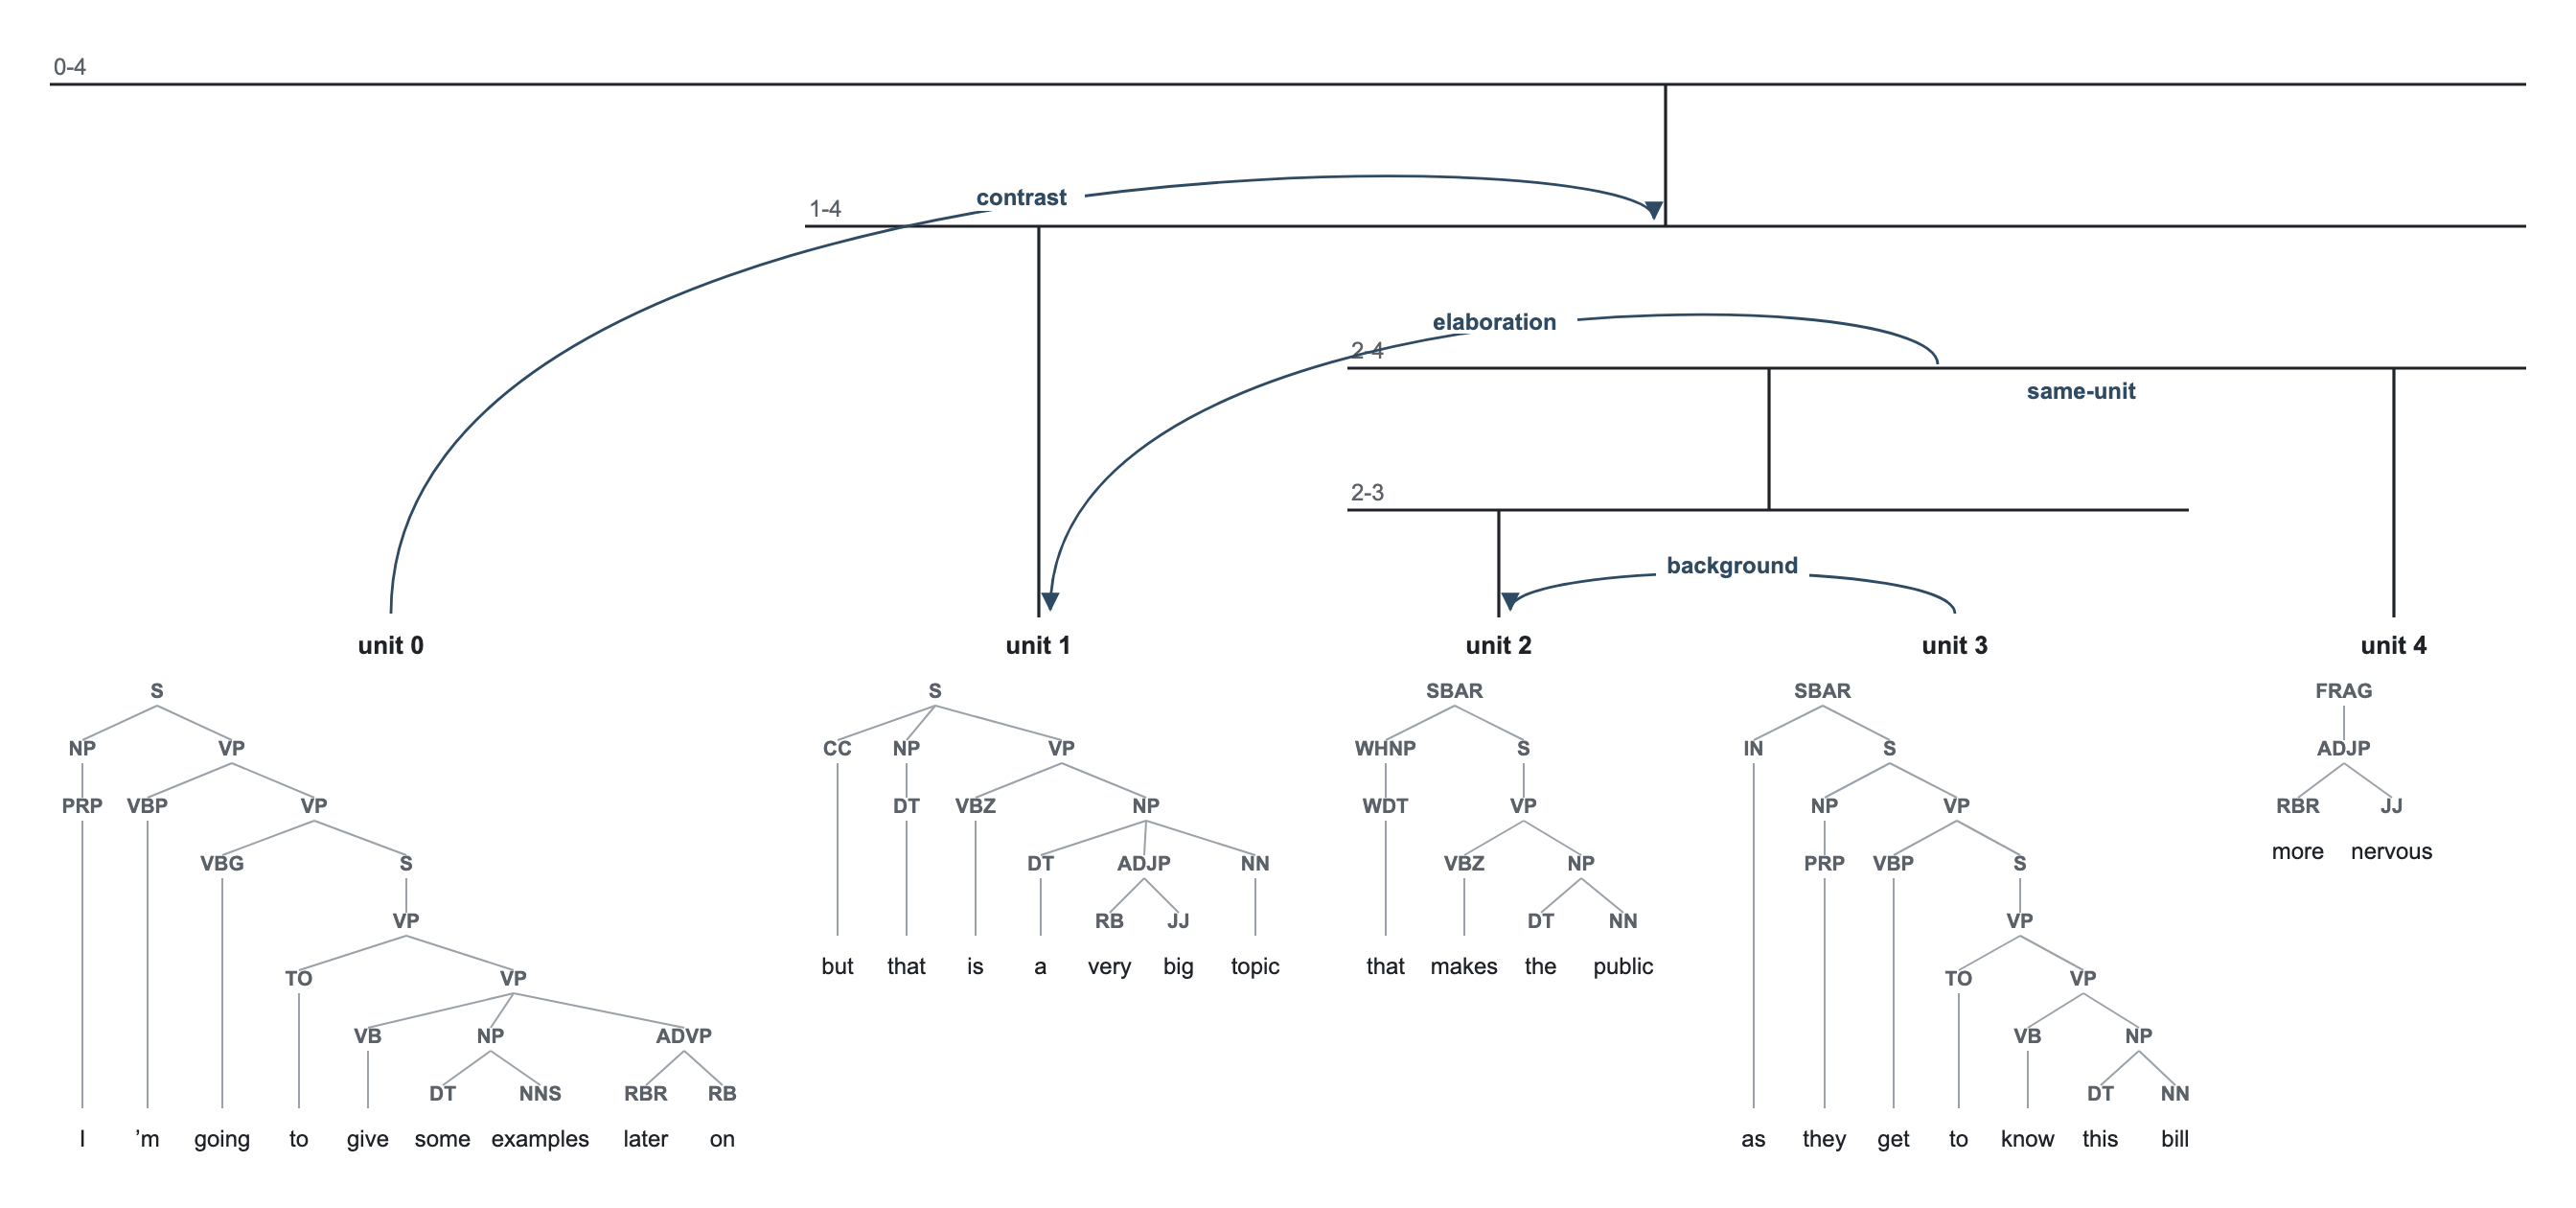 0-4
contrast
1-4
elaboration
2-4
same-unit
2-3
background
unit 0 unit 1 unit 2 unit 3 unit 4
S S SBAR SBAR FRAG
NP VP CC NP VP WHNP S IN S ADJP
PRP VBP VP DT VBZ NP WDT VP NP VP RBR JJ
more nervous
VBG S DT ADJP NN VBZ NP PRP VBP S
VP RB JJ DT NN VP
but that is a very big topic that makes the public
TO VP TO VP
VB NP ADVP VB NP
DT NNS RBR RB DT NN
I ’m going to give some examples later on as they get to know this bill